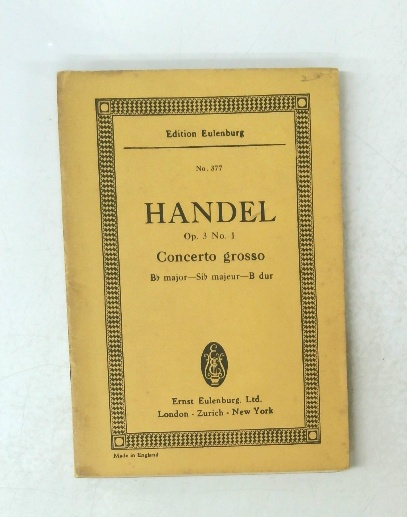 Edition Eulenburg
No. 377
HANDEL
Op. 3 No. 1
Concerto grosso
B♭ major—Si♭ majeur—B dur
Ernst Eulenburg, Ltd.
London - Zurich - New York
Made in England